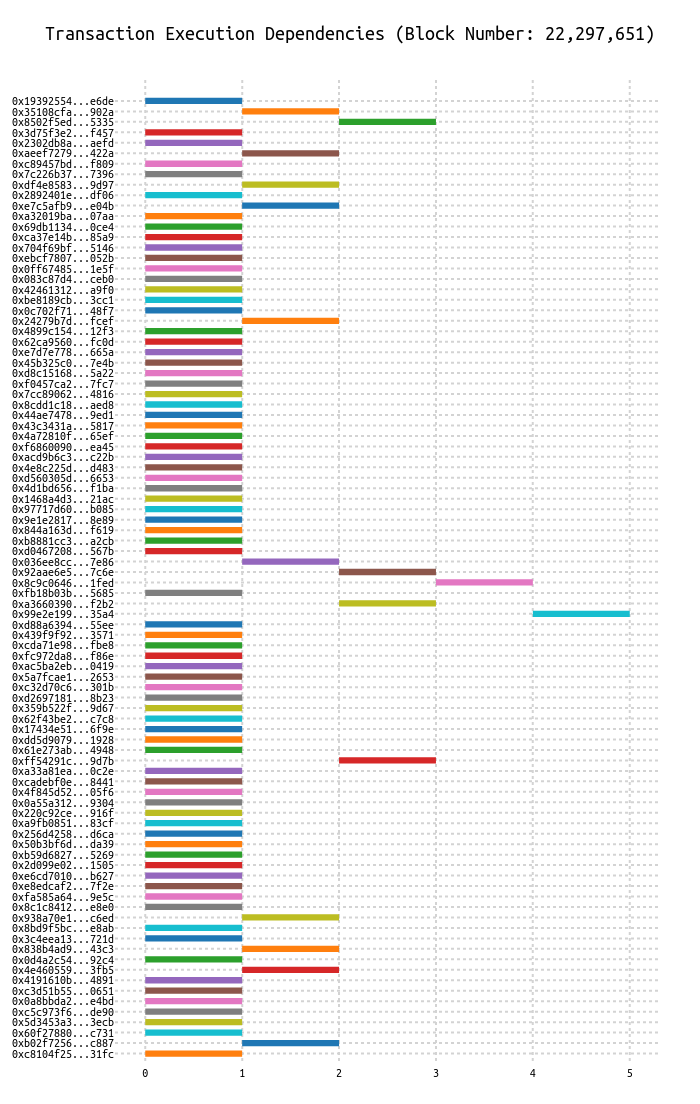 Transaction Execution Dependencies (Block Number: 22,297,651)
0x19392554...e6de
0x35108cfa...902a
0x8502f5ed...5335
0x3d75f3e2...f457
0x2302db8a...aefd
0xaeef7279...422a
0xc89457bd...f809
0x7c226b37...7396
0xdf4e8583...9d97
0x2892401e...df06
0xe7c5afb9...e04b
0xa32019ba...07aa
0x69db1134...0ce4
0xca37e14b...85a9
0x704f69bf...5146
0xebcf7807...052b
0x0ff67485...1e5f
0x083c87d4...ceb0
0x42461312...a9f0
0xbe8189cb...3cc1
0x0c702f71...48f7
0x24279b7d...fcef
0x4899c154...12f3
0x62ca9560...fc0d
0xe7d7e778...665a
0x45b325c0...7e4b
0xd8c15168...5a22
0xf0457ca2...7fc7
0x7cc89062...4816
0x8cdd1c18...aed8
0x44ae7478...9ed1
0x43c3431a...5817
0x4a72810f...65ef
0xf6860090...ea45
0xacd9b6c3...c22b
0x4e8c225d...d483
0xd560305d...6653
0x4d1bd656...f1ba
0x1468a4d3...21ac
0x97717d60...b085
0x9e1e2817...8e89
0x844a163d...f619
0xb8881cc3...a2cb
0xd0467208...567b
0x036ee8cc...7e86
0x92aae6e5...7c6e
0x8c9c0646...1fed
0xfb18b03b...5685
0xa3660390...f2b2
0x99e2e199...35a4
0xd88a6394...55ee
0x439f9f92...3571
0xcda71e98...fbe8
0xfc972da8...f86e
0xac5ba2eb...0419
0x5a7fcae1...2653
0xc32d70c6...301b
0xd2697181...8b23
0x359b522f...9d67
0x62f43be2...c7c8
0x17434e51...6f9e
0xdd5d9079...1928
0x61e273ab...4948
0xff54291c...9d7b
0xa33a81ea...0c2e
0xcadebf0e...8441
0x4f845d52...05f6
0x0a55a312...9304
0x220c92ce...916f
0xa9fb0851...83cf
0x256d4258...d6ca
0x50b3bf6d...da39
0xb59d6827...5269
0x2d099e02...1505
0xe6cd7010...b627
0xe8edcaf2...7f2e
0xfa585a64...9e5c
0x8c1c8412...e8e0
0x938a70e1...c6ed
0x8bd9f5bc...e8ab
0x3c4eea13...721d
0x838b4ad9...43c3
0x0d4a2c54...92c4
0x4e460559...3fb5
0x4191610b...4891
0xc3d51b55...0651
0x0a8bbda2...e4bd
0xc5c973f6...de90
0x5d3453a3...3ecb
0x60f27880...c731
0xb02f7256...c887
0xc8104f25...31fc
0 1 2 3 4 5